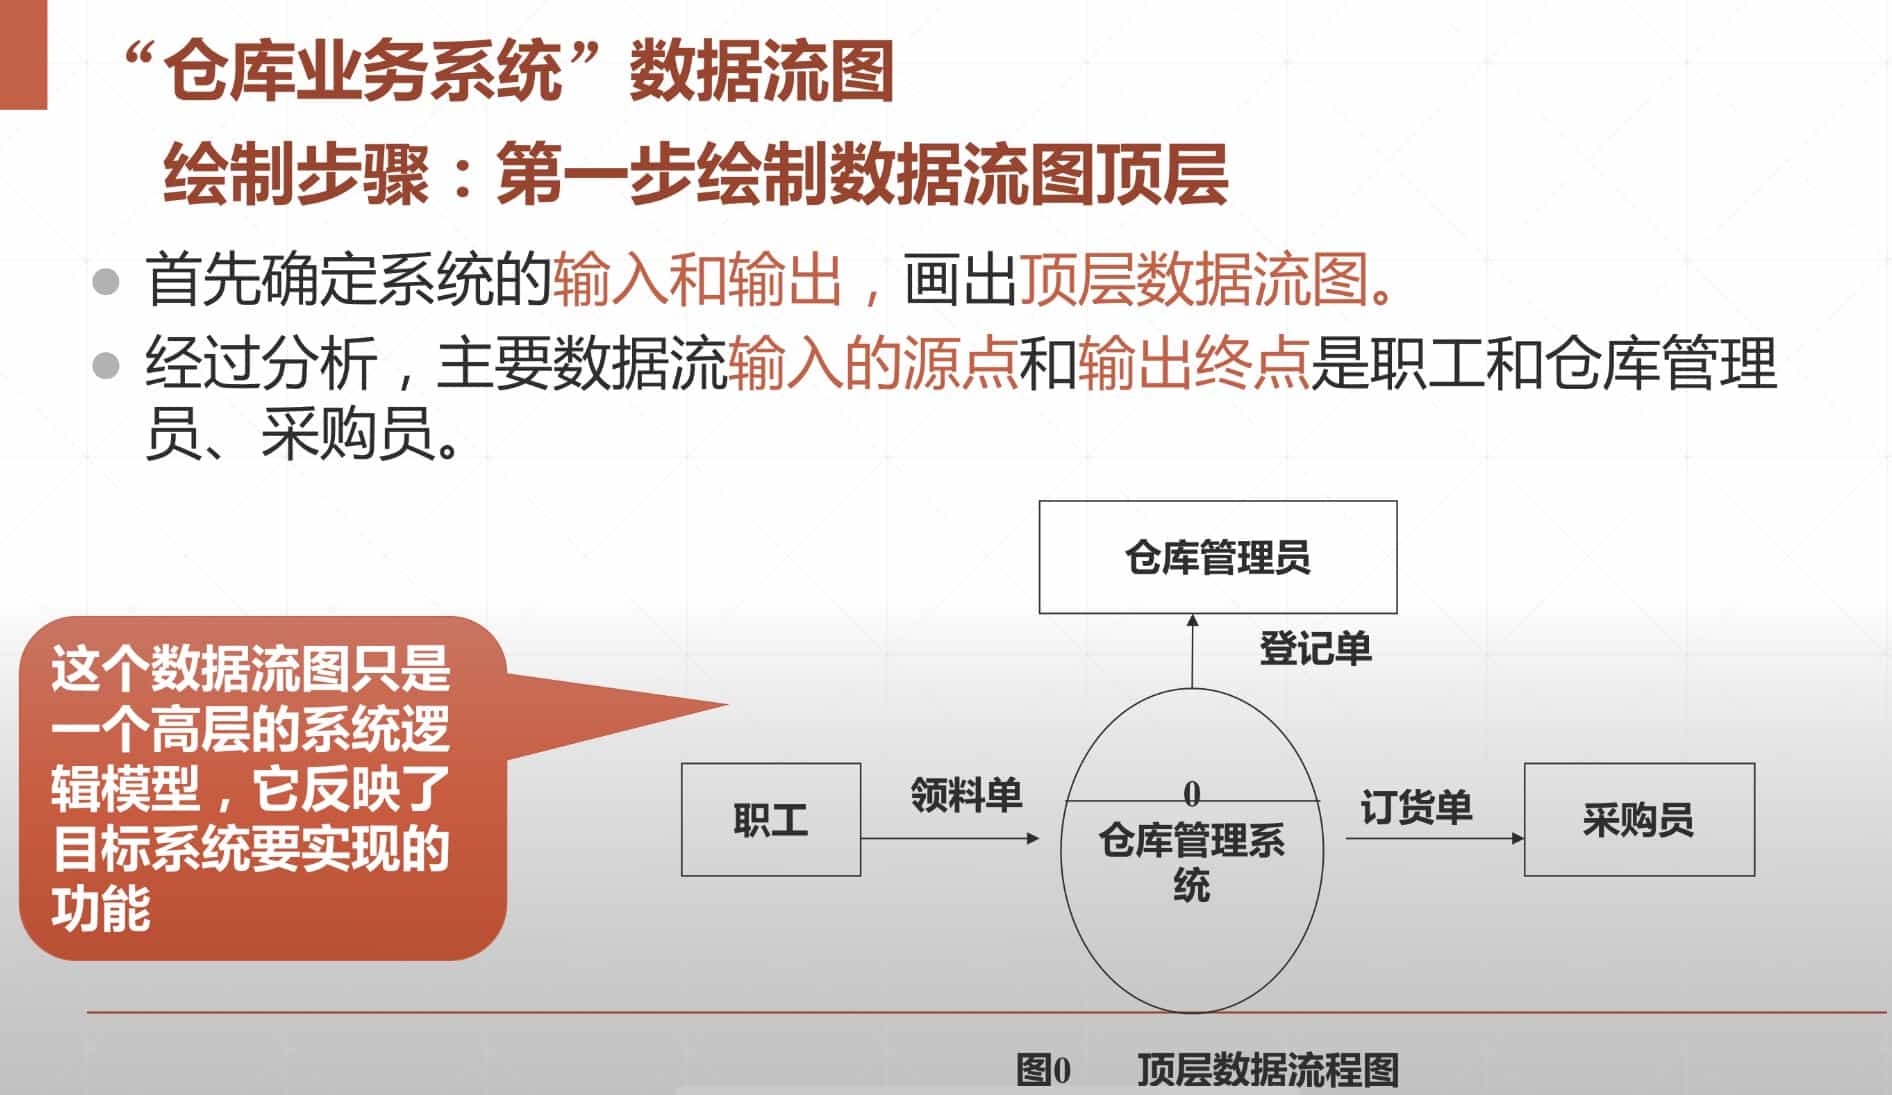 “仓库业务系统”数据流图
绘制步骤：第一步绘制数据流图顶层
首先确定系统的输入和输出，画出顶层数据流图。
经过分析，主要数据流输入的源点和输出终点是职工和仓库管理
员、采购员。
仓库管理员
登记单
这个数据流图只是
一个高层的系统逻
辑模型，它反映了
目标系统要实现的
功能
职工
领料单
0
仓库管理系
统
订货单
采购员
图0 顶层数据流程图